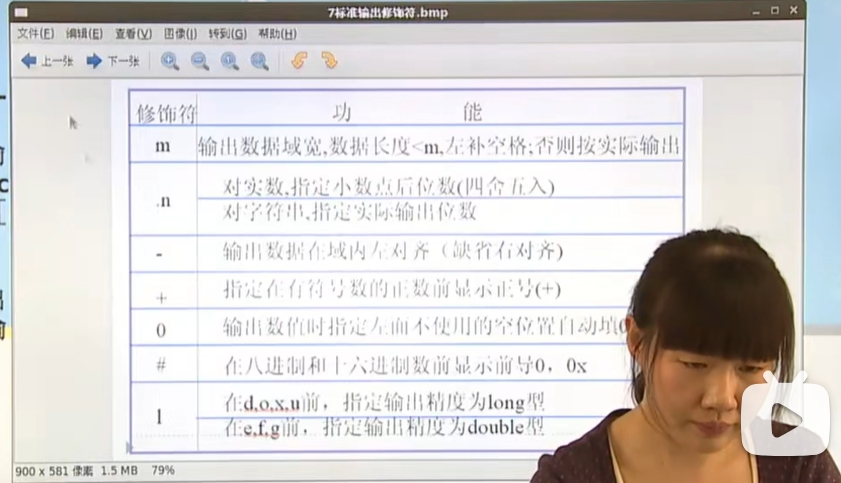 7标准输出修饰符.bmp
文件(F) 编辑(E) 查看(V) 图像(I) 转到(G) 帮助(H)
上一张 下一张
修饰符 功 能
m 输出数据域宽,数据长度<m,左补空格;否则按实际输出
.n 对实数,指定小数点后位数(四舍五入)
对字符串,指定实际输出位数
- 输出数据在域内左对齐（缺省右对齐)
+ 指定在有符号数的正数前显示正号(+)
0 输出数值时指定左面不使用的空位置自动填0
# 在八进制和十六进制数前显示前导0，0x
l 在d,o,x,u前，指定输出精度为long型
在e,f,g前，指定输出精度为double型
900 x 581 像素 1.5 MB 79%